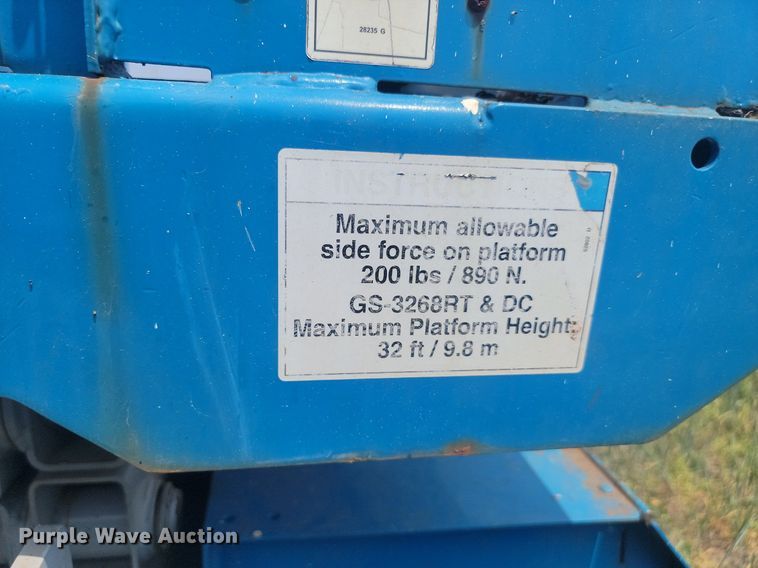 28235 G
INSTRUCTIONS
Maximum allowable
side force on platform
200 lbs / 890 N.
GS-3268RT & DC
Maximum Platform Height:
32 ft / 9.8 m
Purple Wave Auction